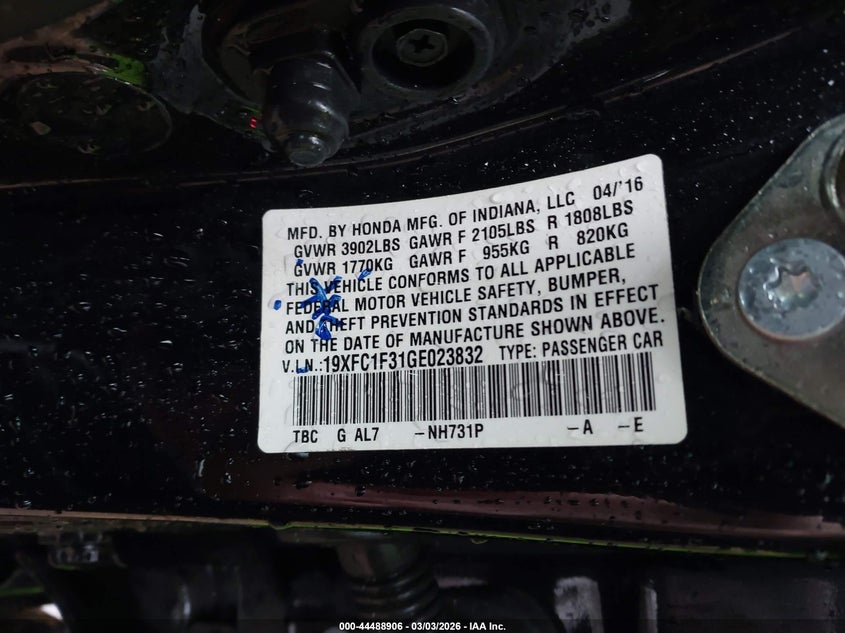 MFD. BY HONDA MFG. OF INDIANA, LLC 04/'16
GVWR 3902LBS GAWR F 2105LBS R 1808LBS
GVWR 1770KG GAWR F 955KG R 820KG
THIS VEHICLE CONFORMS TO ALL APPLICABLE
FEDERAL MOTOR VEHICLE SAFETY, BUMPER,
AND THEFT PREVENTION STANDARDS IN EFFECT
ON THE DATE OF MANUFACTURE SHOWN ABOVE.
V.I.N.: 19XFC1F31GE023832 TYPE: PASSENGER CAR
TBC G AL7 -NH731P -A -E
000-44488906 - 03/03/2026 - IAA Inc.